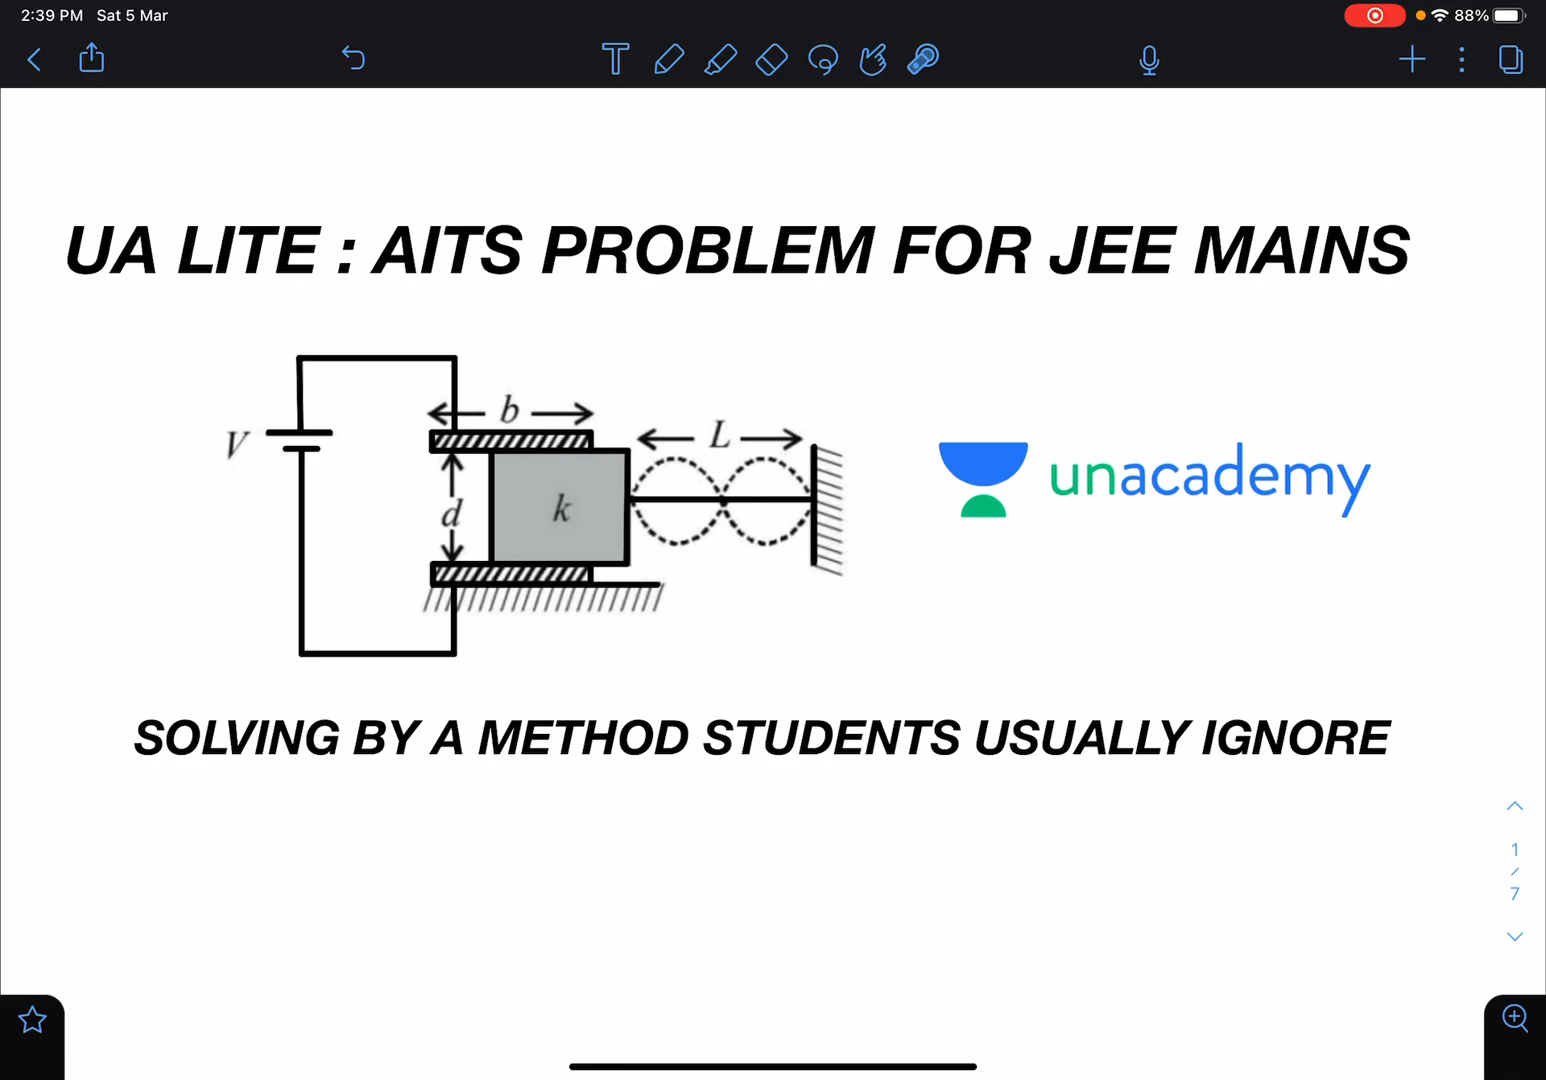 2:39 PM Sat 5 Mar
88%
UA LITE : AITS PROBLEM FOR JEE MAINS
b
V
L
d
k
unacademy
SOLVING BY A METHOD STUDENTS USUALLY IGNORE
1
/
7